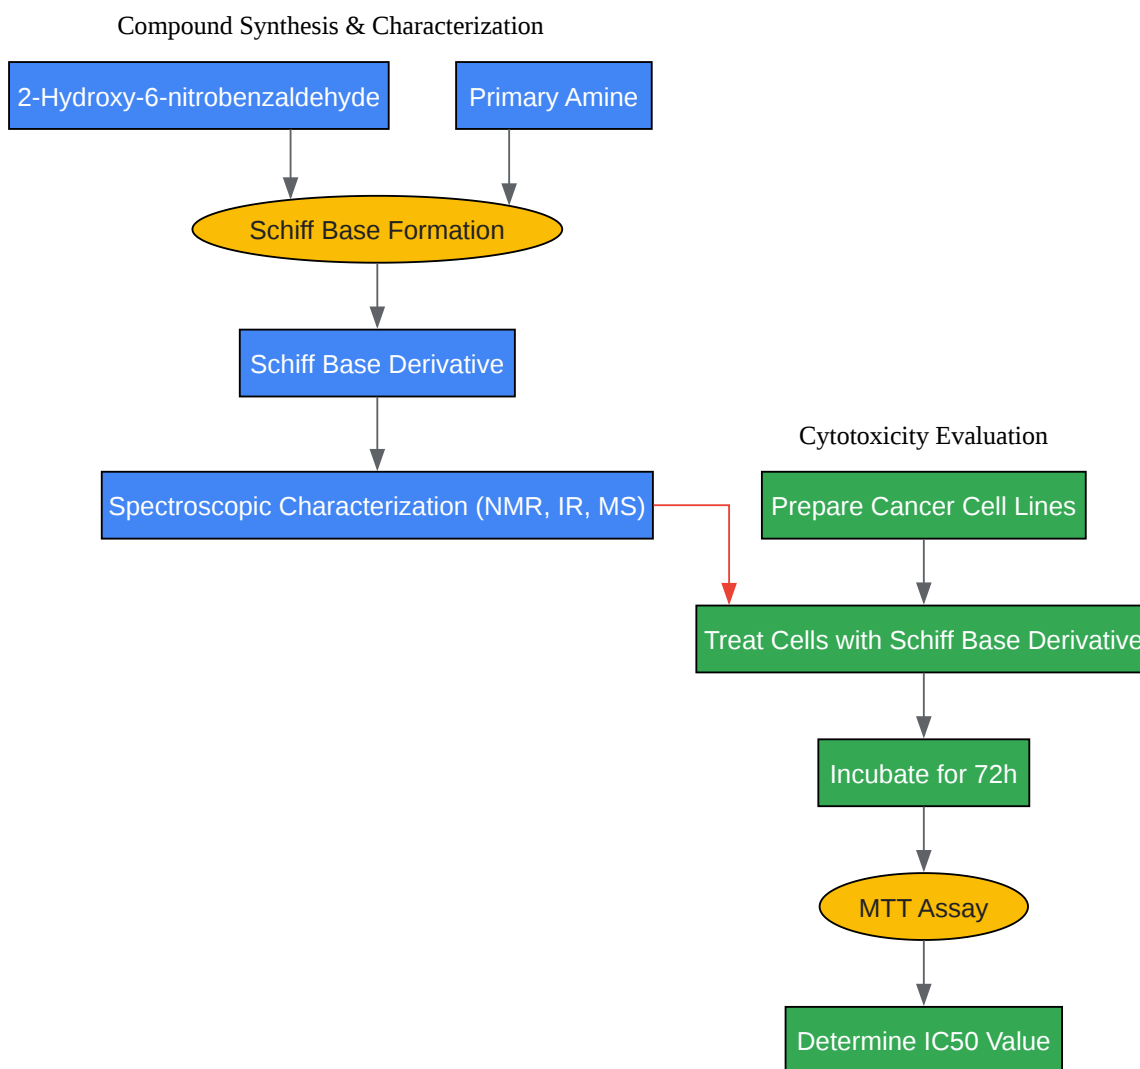 Compound Synthesis & Characterization
2-Hydroxy-6-nitrobenzaldehyde
Primary Amine
Schiff Base Formation
Schiff Base Derivative
Spectroscopic Characterization (NMR, IR, MS)
Cytotoxicity Evaluation
Prepare Cancer Cell Lines
Treat Cells with Schiff Base Derivative
Incubate for 72h
MTT Assay
Determine IC50 Value